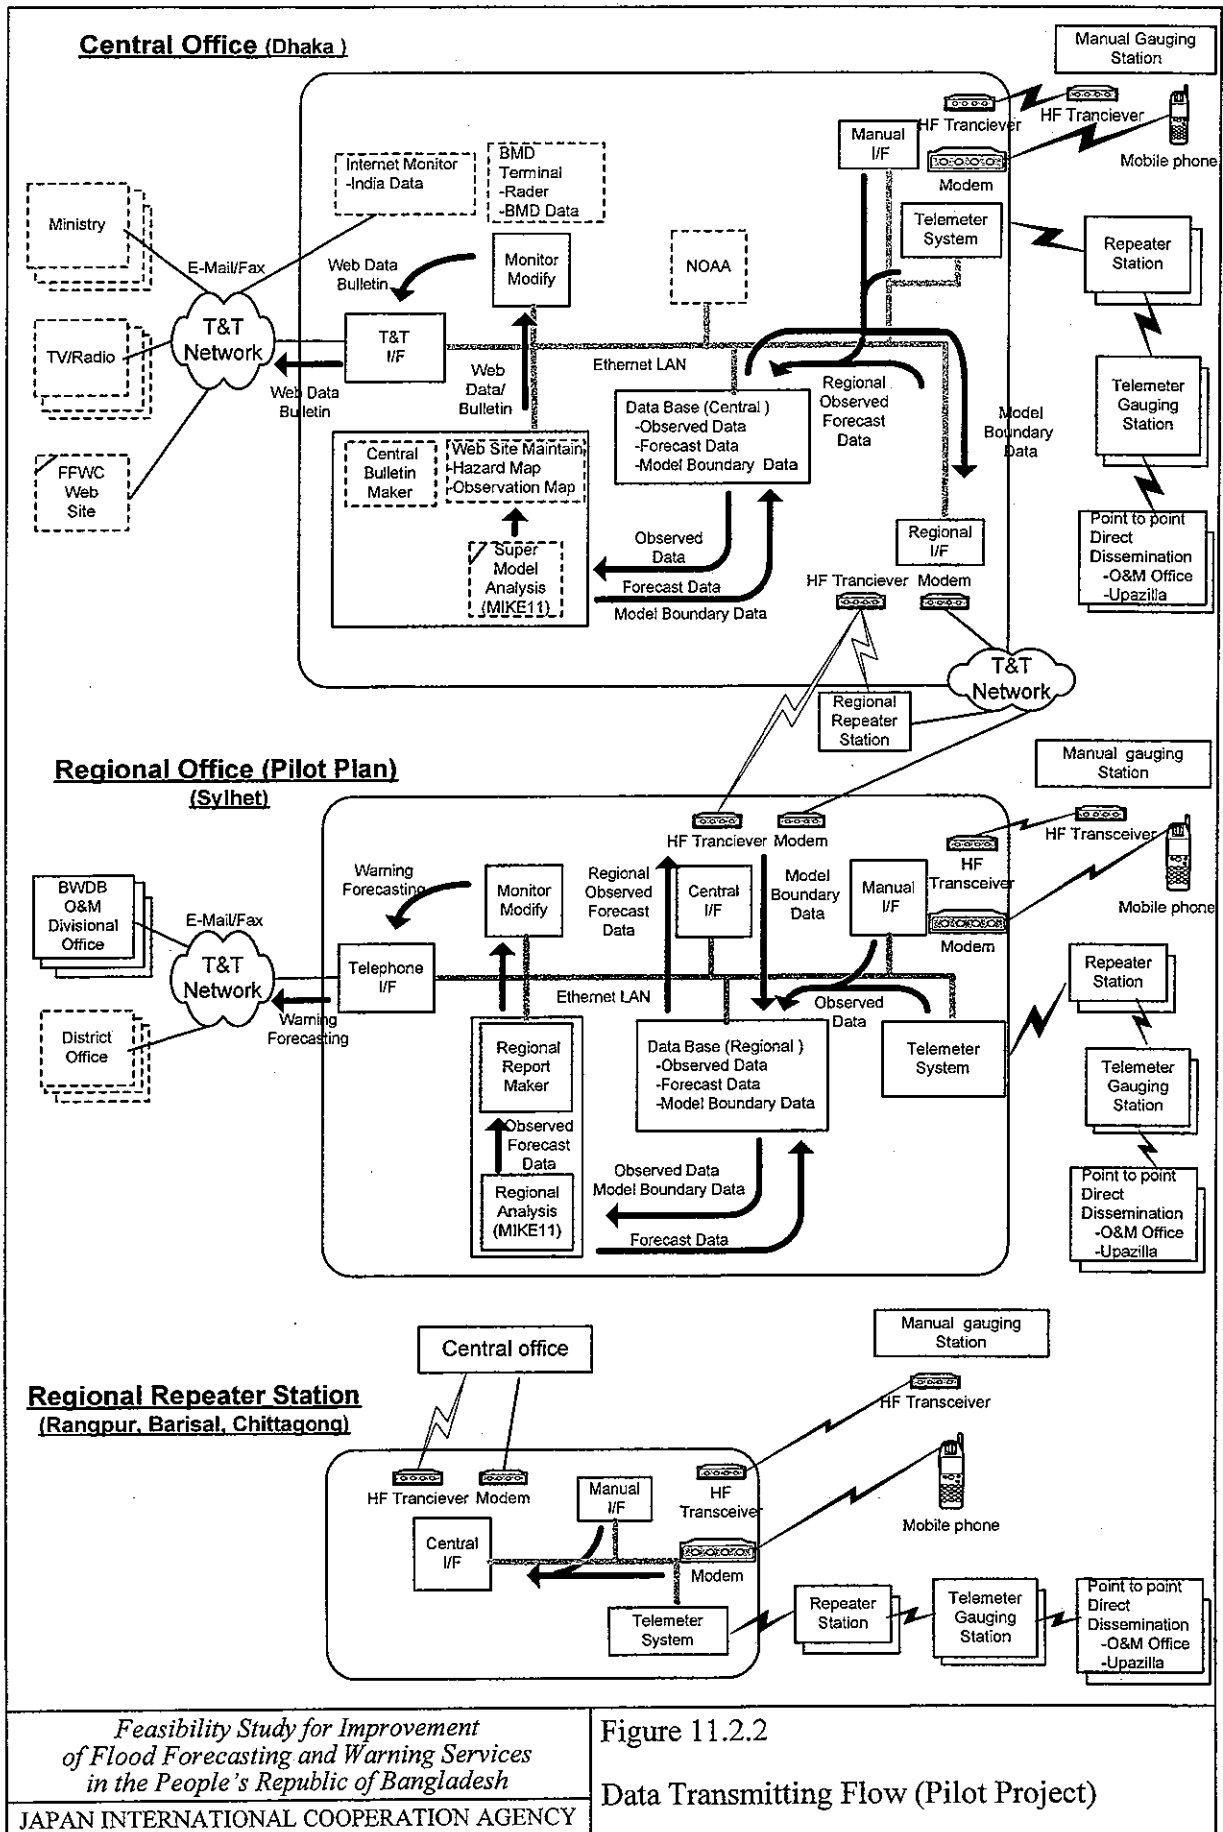 Central Office (Dhaka )
Manual Gauging
Station
HF Tranciever
HF Tranciever
Mobile phone
Manual
I/F
Modem
Internet Monitor
-India Data
BMD
Terminal
-Rader
-BMD Data
Ministry
E-Mail/Fax
Web Data
Bulletin
Monitor
Modify
NOAA
Telemeter
System
Repeater
Station
T&T
Network
TV/Radio
T&T
I/F
Web Data
Bulletin
Web
Data/
Bulletin
Ethernet LAN
Data Base (Central )
-Observed Data
-Forecast Data
-Model Boundary Data
Regional
Observed
Forecast
Data
Model
Boundary
Data
Telemeter
Gauging
Station
FFWC
Web
Site
Central
Bulletin
Maker
Web Site Maintain
-Hazard Map
-Observation Map
Super
Model
Analysis
(MIKE11)
Observed
Data
Forecast Data
Model Boundary Data
Regional
I/F
HF Tranciever
Modem
Point to point
Direct
Dissemination
-O&M Office
-Upazilla
T&T
Network
Regional
Repeater
Station
Regional Office (Pilot Plan)
(Sylhet)
Manual gauging
Station
HF Transceiver
HF Tranciever
Modem
HF
Transceiver
Mobile phone
Warning
Forecasting
Monitor
Modify
Regional
Observed
Forecast
Data
Central
I/F
Model
Boundary
Data
Manual
I/F
Modem
BWDB
O&M
Divisional
Office
E-Mail/Fax
T&T
Network
Telephone
I/F
Warning
Forecasting
Ethernet LAN
Observed
Data
Repeater
Station
District
Office
Regional
Report
Maker
Data Base (Regional )
-Observed Data
-Forecast Data
-Model Boundary Data
Telemeter
System
Telemeter
Gauging
Station
Observed
Forecast
Data
Regional
Analysis
(MIKE11)
Observed Data
Model Boundary Data
Forecast Data
Point to point
Direct
Dissemination
-O&M Office
-Upazilla
Central office
Manual gauging
Station
Regional Repeater Station
(Rangpur, Barisal, Chittagong)
HF Transceiver
HF Tranciever
Modem
Manual
I/F
HF
Transceiver
Mobile phone
Central
I/F
Modem
Telemeter
System
Repeater
Station
Telemeter
Gauging
Station
Point to point
Direct
Dissemination
-O&M Office
-Upazilla
Feasibility Study for Improvement
of Flood Forecasting and Warning Services
in the People's Republic of Bangladesh
JAPAN INTERNATIONAL COOPERATION AGENCY
Figure 11.2.2
Data Transmitting Flow (Pilot Project)